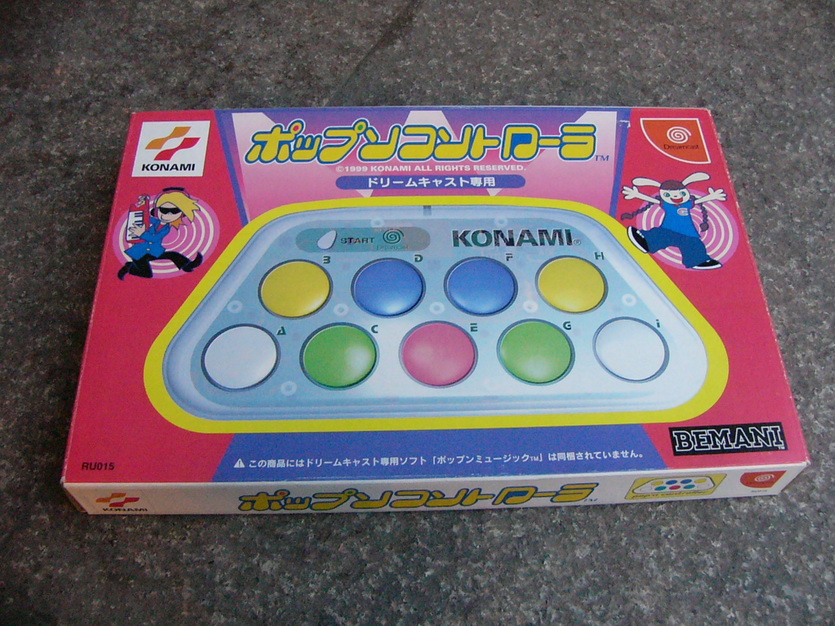 ポップンコントローラ™
©1999 KONAMI ALL RIGHTS RESERVED.
ドリームキャスト専用
KONAMI
Dreamcast
START
KONAMI®
B D F H
A C E G i
BEMANI
RU015
⚠この商品にはドリームキャスト専用ソフト「ポップンミュージック™」は同梱されていません。
KONAMI
ポップンコントローラ™